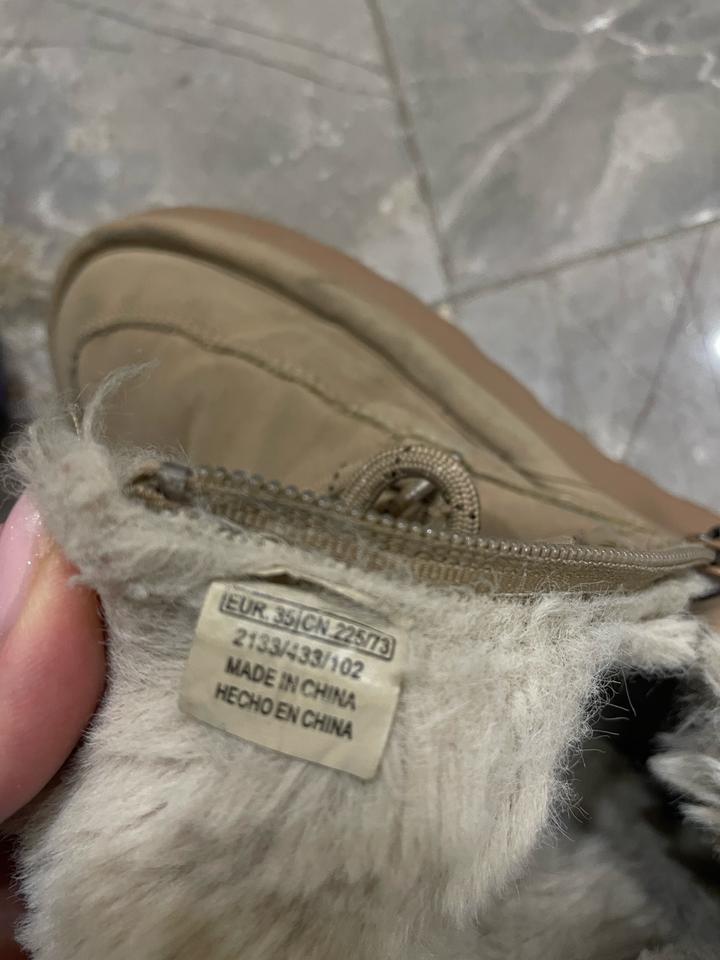 EUR. 35 CN 225/73
2133/433/102
MADE IN CHINA
HECHO EN CHINA